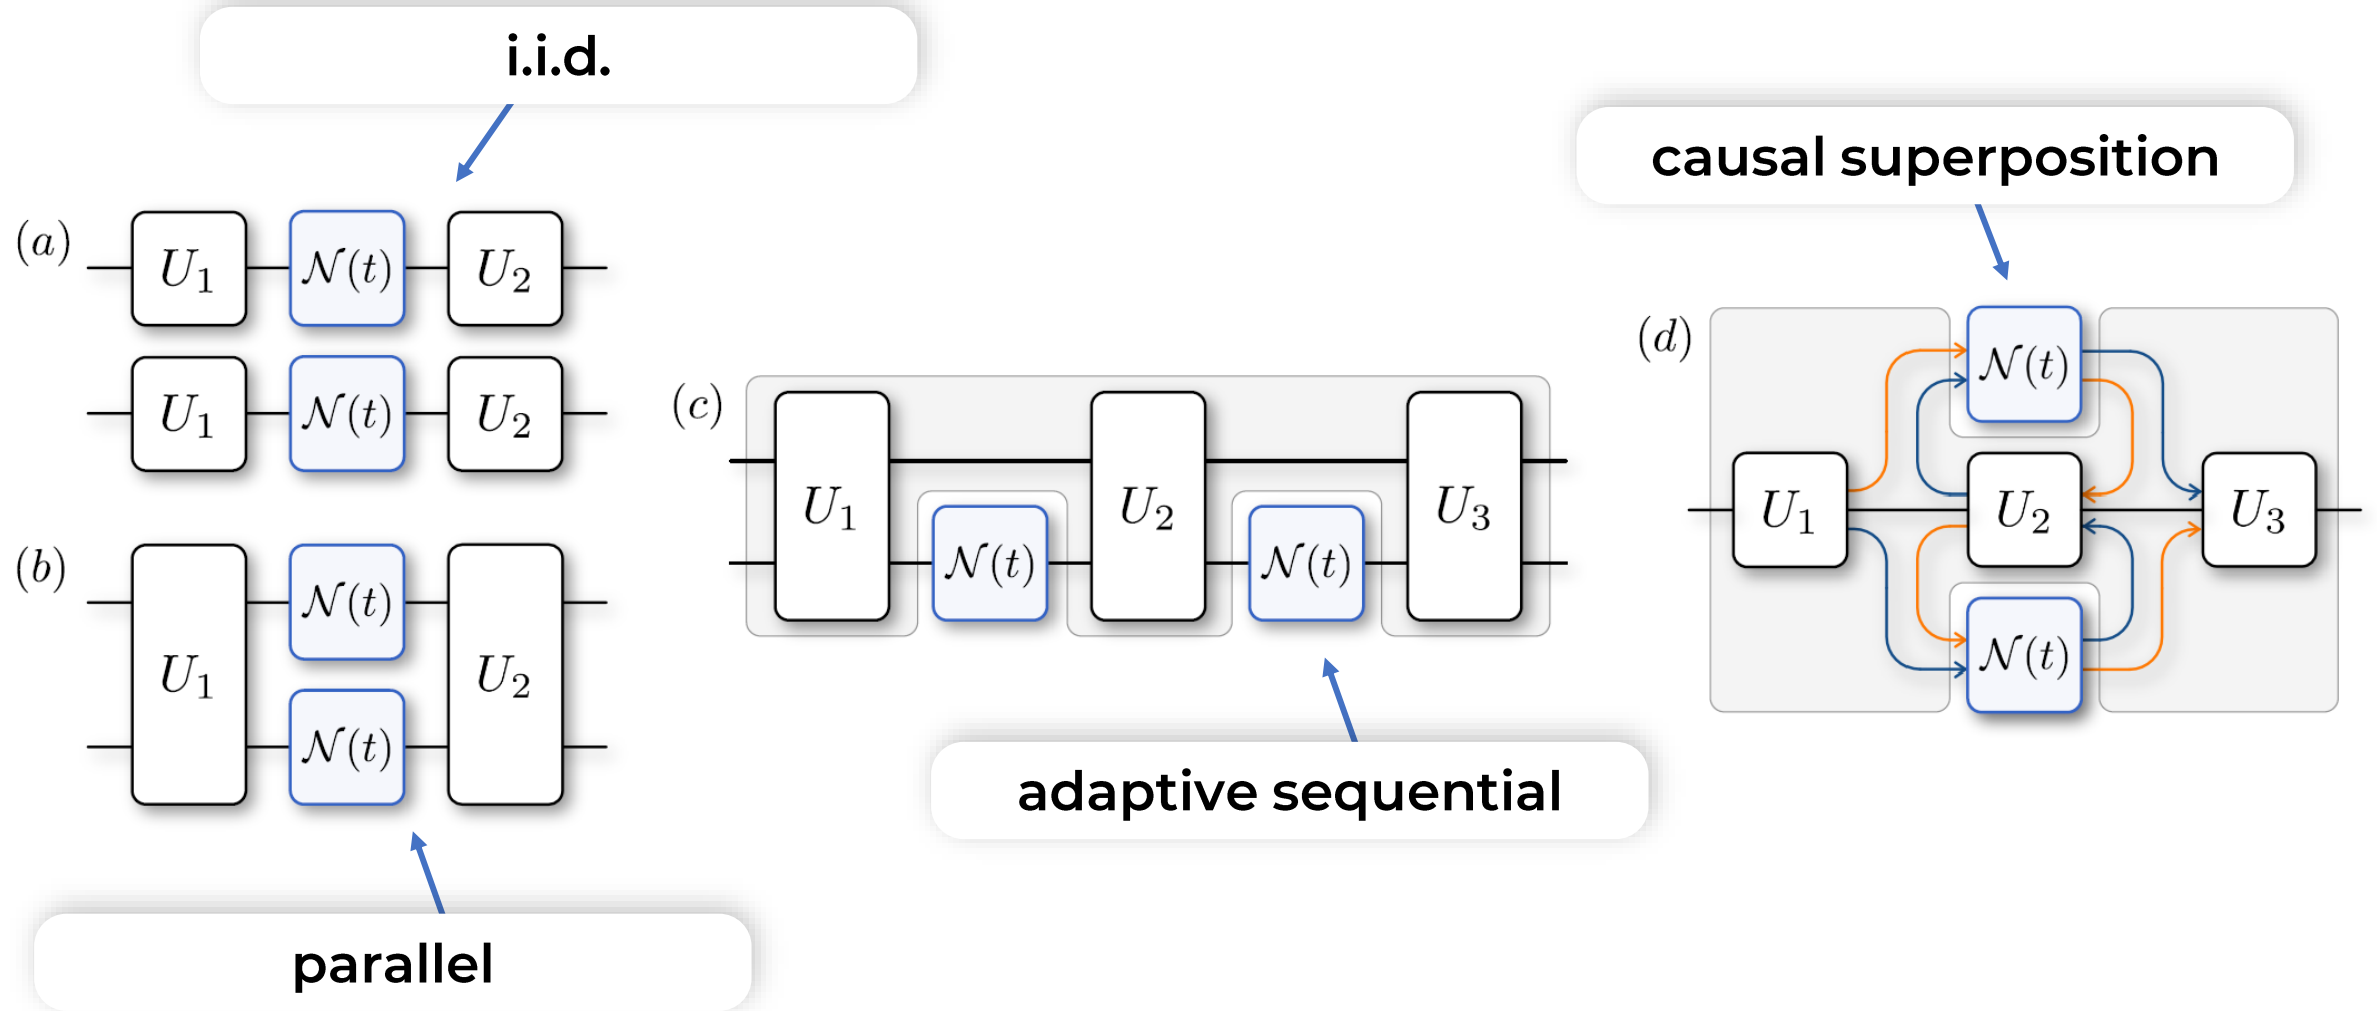 i.i.d.
(a)
U₁ 𝒩(t) U₂
U₁ 𝒩(t) U₂
(b)
U₁ 𝒩(t) U₂
𝒩(t)
parallel
(c)
U₁ 𝒩(t) U₂ 𝒩(t) U₃
adaptive sequential
causal superposition
(d)
𝒩(t)
U₁ U₂ U₃
𝒩(t)